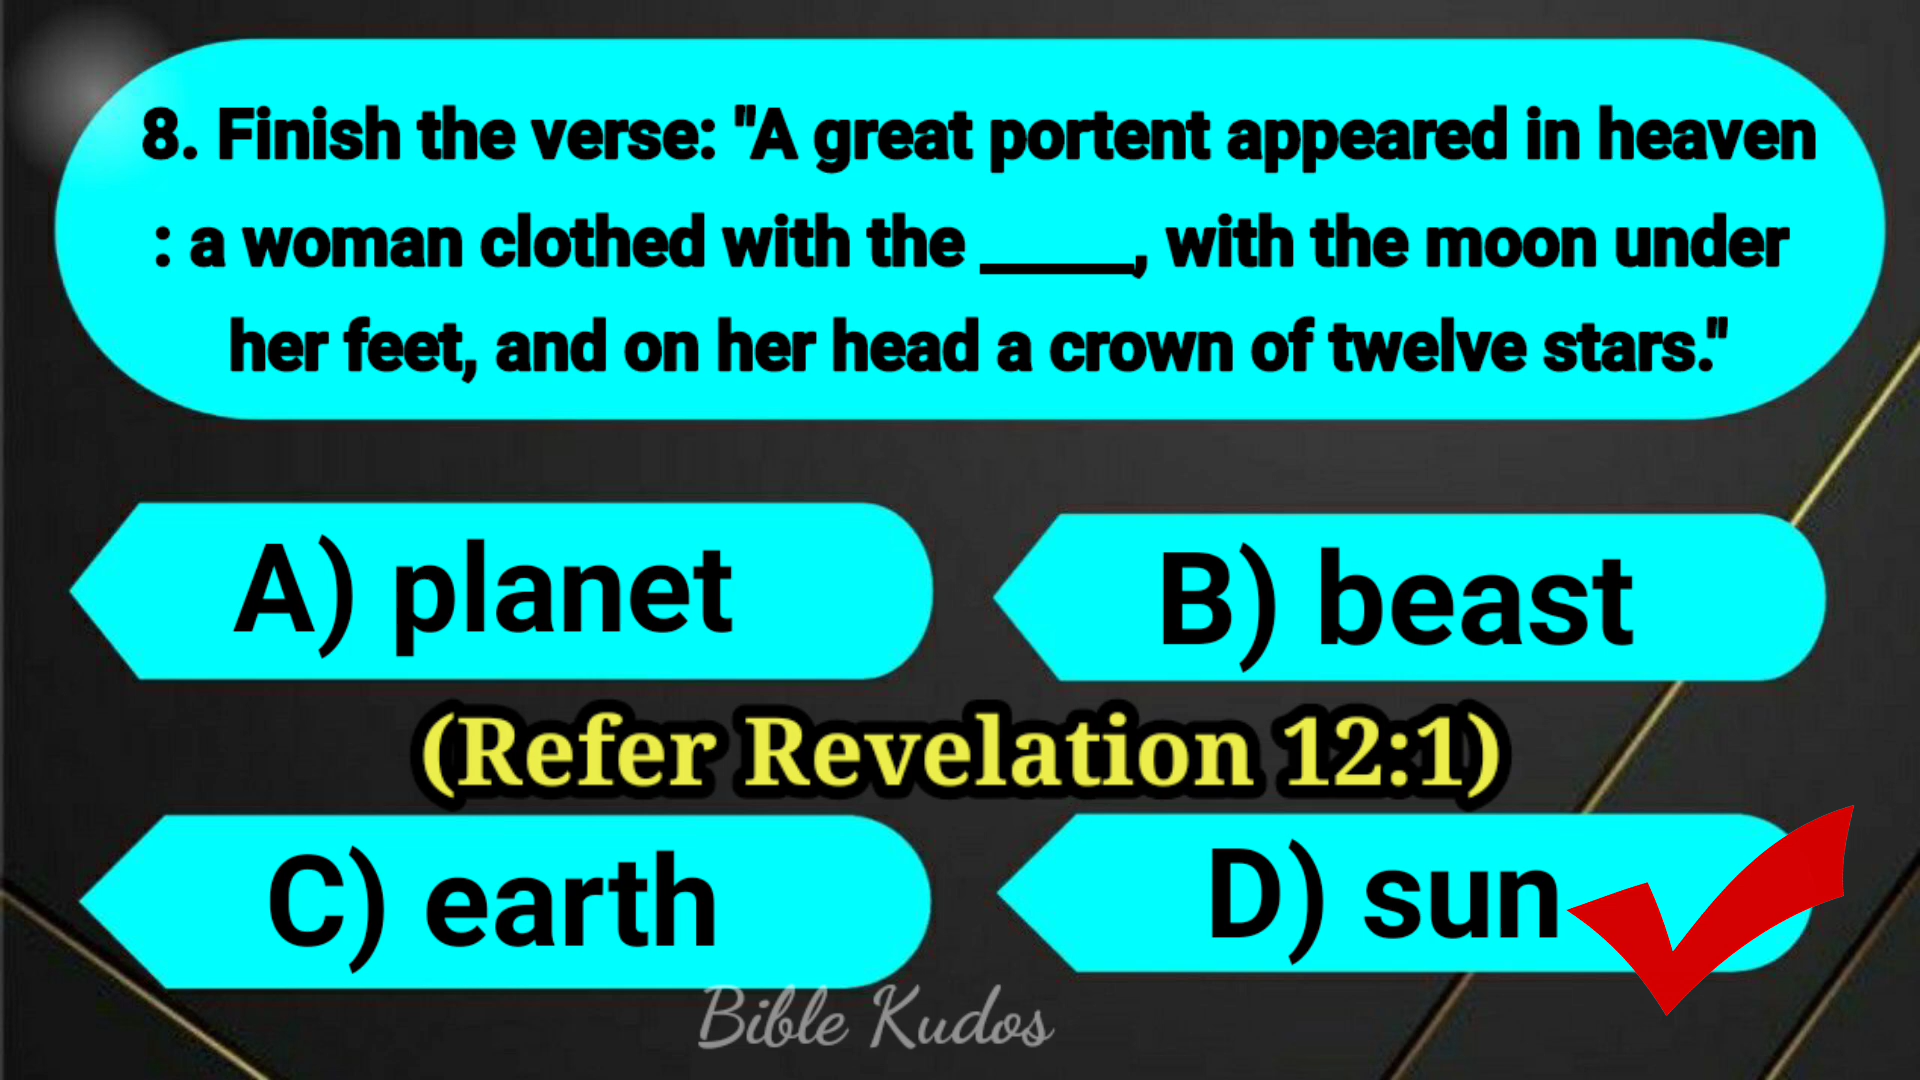 8. Finish the verse: "A great portent appeared in heaven
: a woman clothed with the _____, with the moon under
her feet, and on her head a crown of twelve stars."
A) planet
B) beast
(Refer Revelation 12:1)
C) earth
D) sun
Bible Kudos